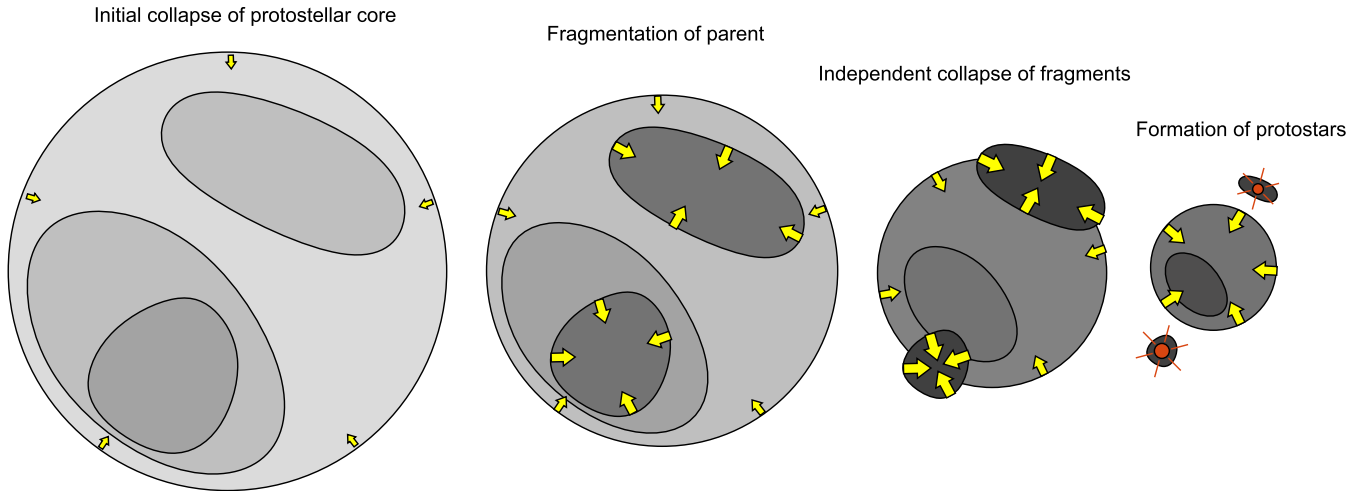 Initial collapse of protostellar core
Fragmentation of parent
Independent collapse of fragments
Formation of protostars